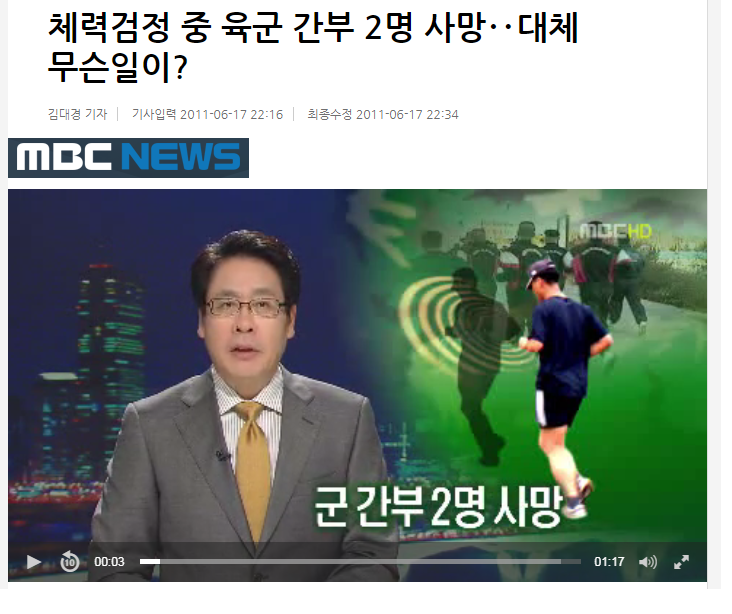 체력검정 중 육군 간부 2명 사망‥대체
무슨일이?
김대경 기자 기사입력 2011-06-17 22:16 최종수정 2011-06-17 22:34
MBC NEWS
MBC HD
군 간부 2명 사망
10 00:03 01:17